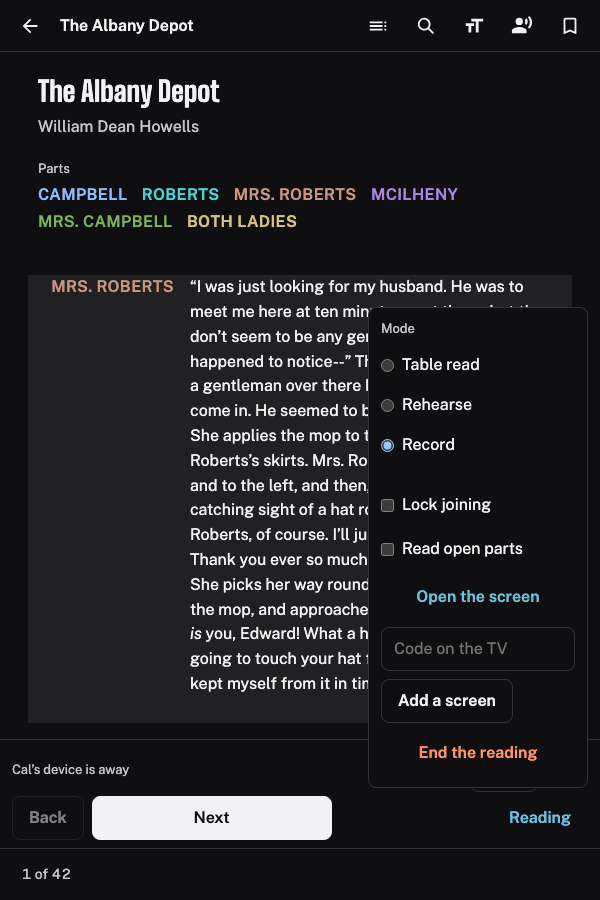 The Albany Depot
The Albany Depot
William Dean Howells
Parts
CAMPBELL ROBERTS MRS. ROBERTS MCILHENY
MRS. CAMPBELL BOTH LADIES
MRS. ROBERTS “I was just looking for my husband. He was to
meet me here at ten
don’t seem to be any
happened to notice--”
a gentleman over there
come in. He seemed to
She applies the mop to
Roberts’s skirts. Mrs.
and to the left, and then,
catching sight of a hat
Roberts, of course. I’ll
Thank you ever so much
She picks her way round
the mop, and
is you, Edward! What a
going to touch your hat
kept myself from it in
Mode
Table read
Rehearse
Record
Lock joining
Read open parts
Open the screen
Code on the TV
Add a screen
End the reading
Cal’s device is away
Back
Next
Reading
1 of 42